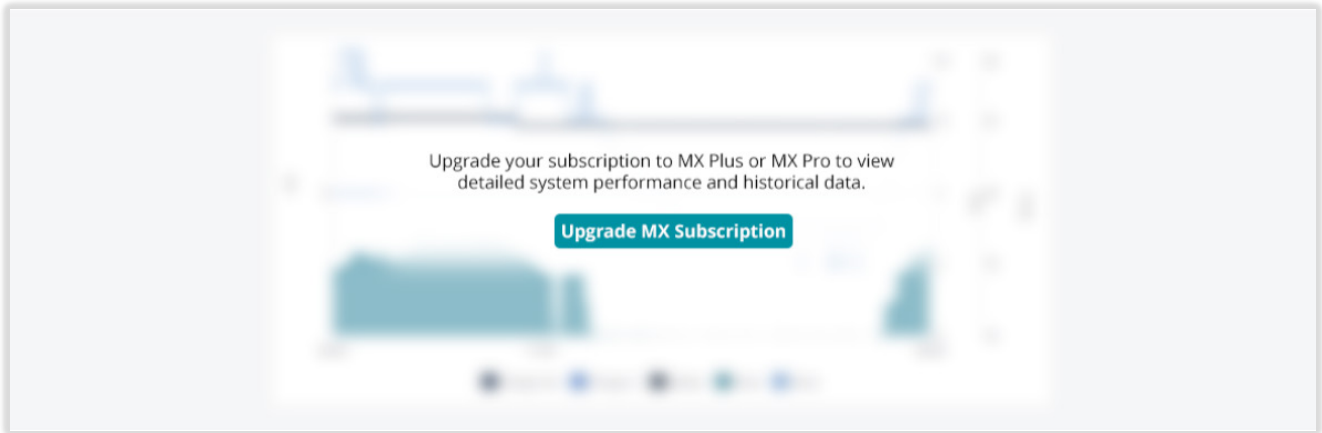 Upgrade your subscription to MX Plus or MX Pro to view
detailed system performance and historical data.
Upgrade MX Subscription